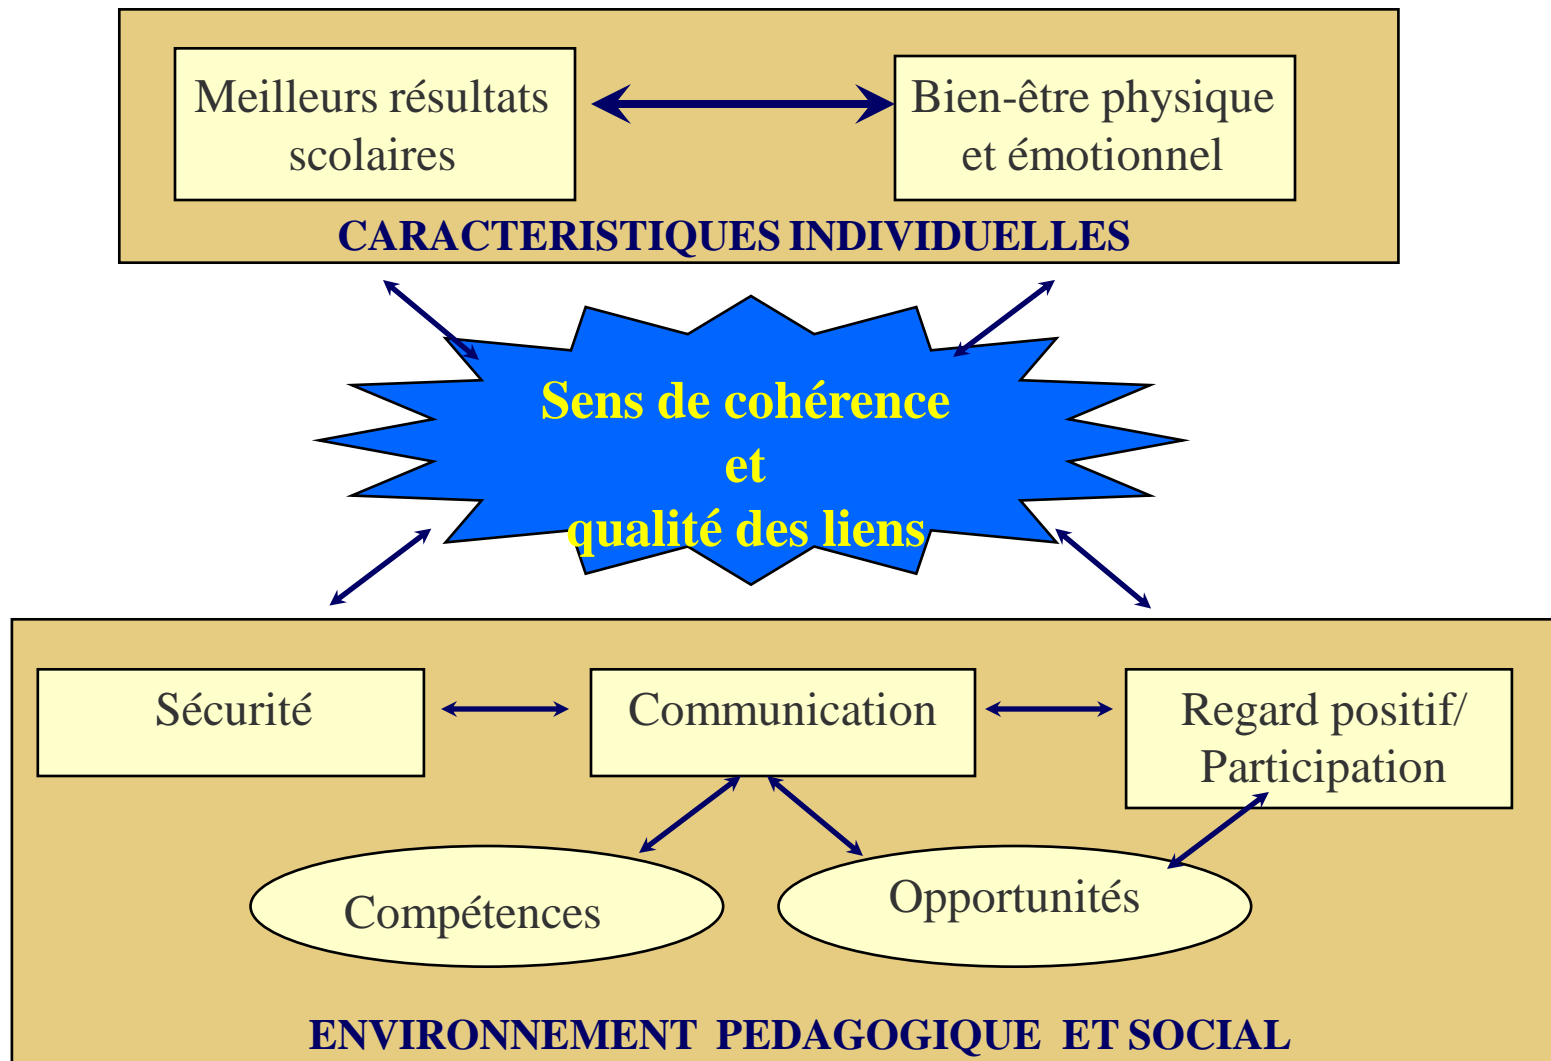 Meilleurs résultats
scolaires
Bien-être physique
et émotionnel
CARACTERISTIQUES INDIVIDUELLES
Sens de cohérence
et
qualité des liens
Sécurité
Communication
Regard positif/
Participation
Compétences
Opportunités
ENVIRONNEMENT PEDAGOGIQUE ET SOCIAL